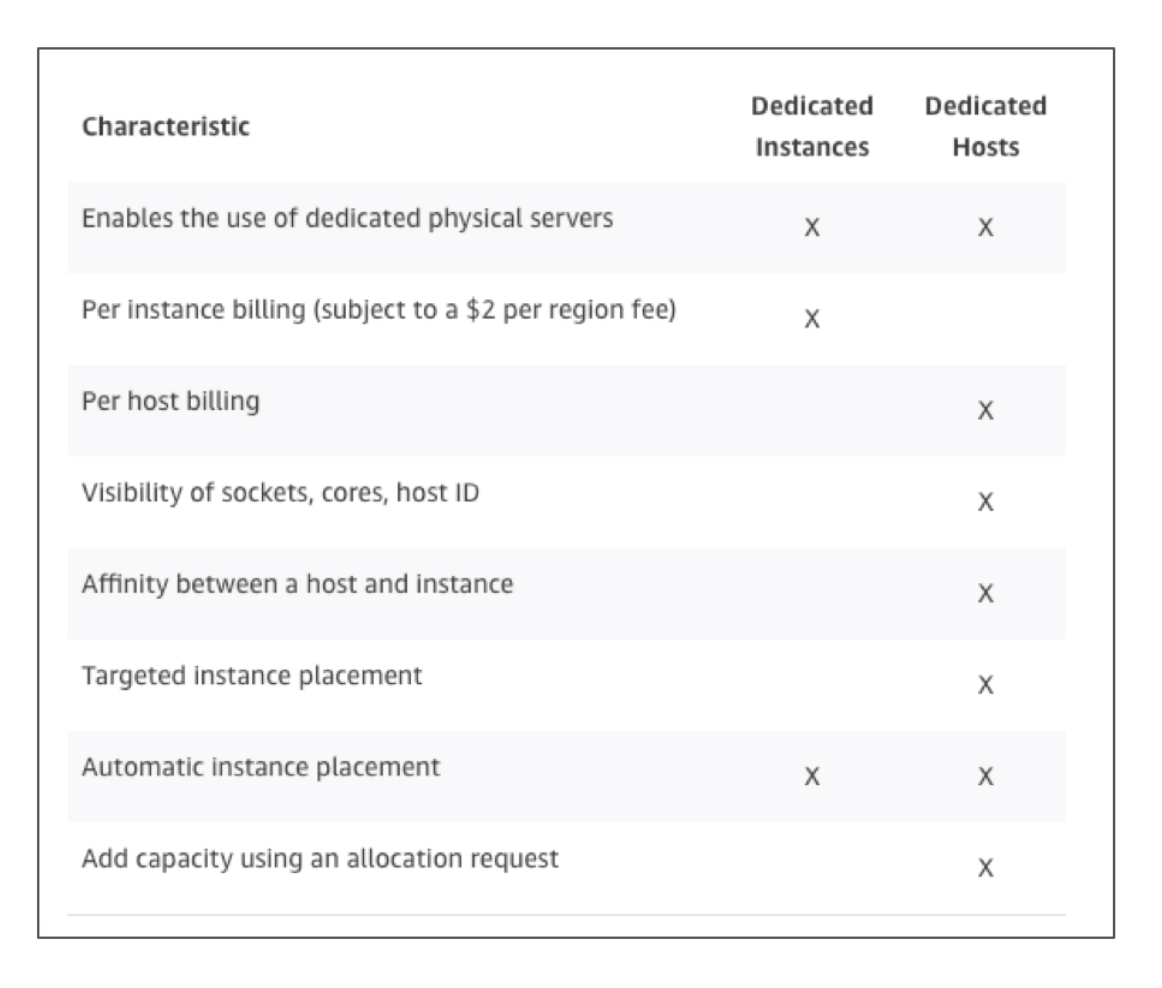 Characteristic Dedicated Instances Dedicated Hosts
Enables the use of dedicated physical servers X X
Per instance billing (subject to a $2 per region fee) X
Per host billing X
Visibility of sockets, cores, host ID X
Affinity between a host and instance X
Targeted instance placement X
Automatic instance placement X X
Add capacity using an allocation request X